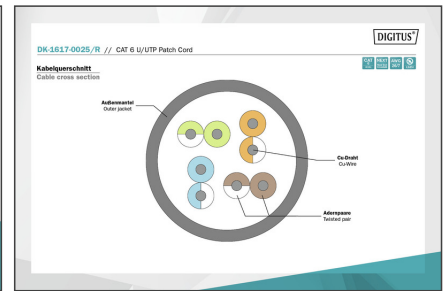 DIGITUS®
DK-1617-0025/R // CAT 6 U/UTP Patch Cord
Kabelquerschnitt
Cable cross section
Außenmantel
Outer jacket
Cu-Draht
Cu-Wire
Adernpaare
Twisted pair